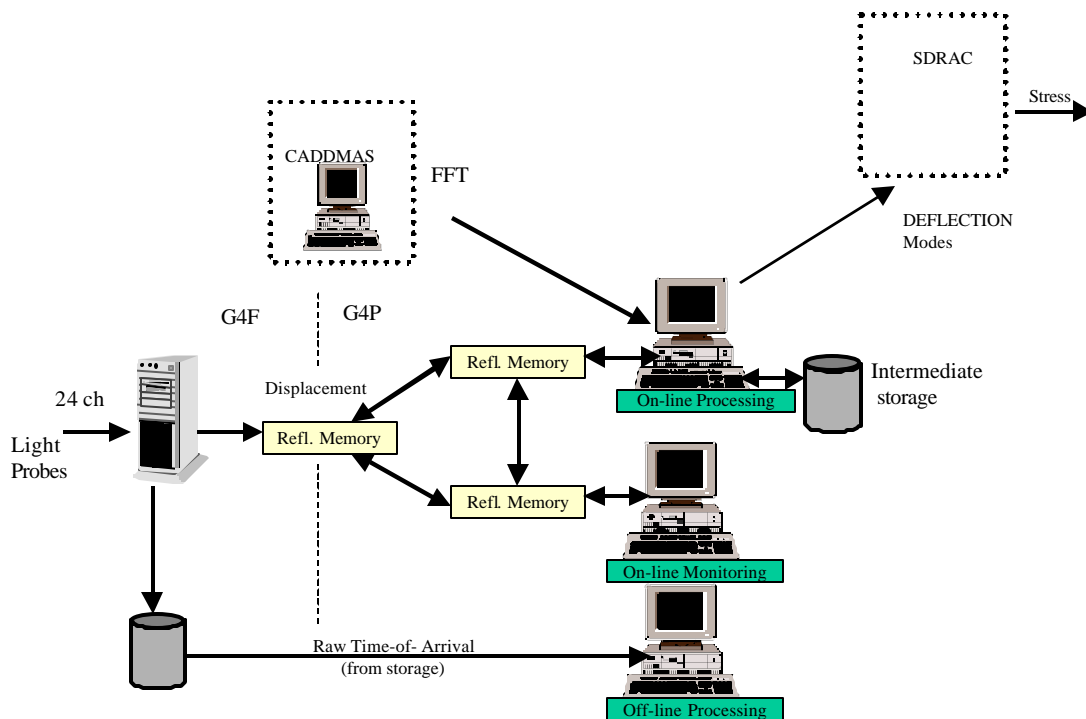 SDRAC
Stress
CADDMAS
FFT
DEFLECTION
Modes
G4F
G4P
24 ch
Light
Probes
Displacement
Refl. Memory
Refl. Memory
On-line Processing
Intermediate
storage
Refl. Memory
On-line Monitoring
Raw Time-of- Arrival
(from storage)
Off-line Processing